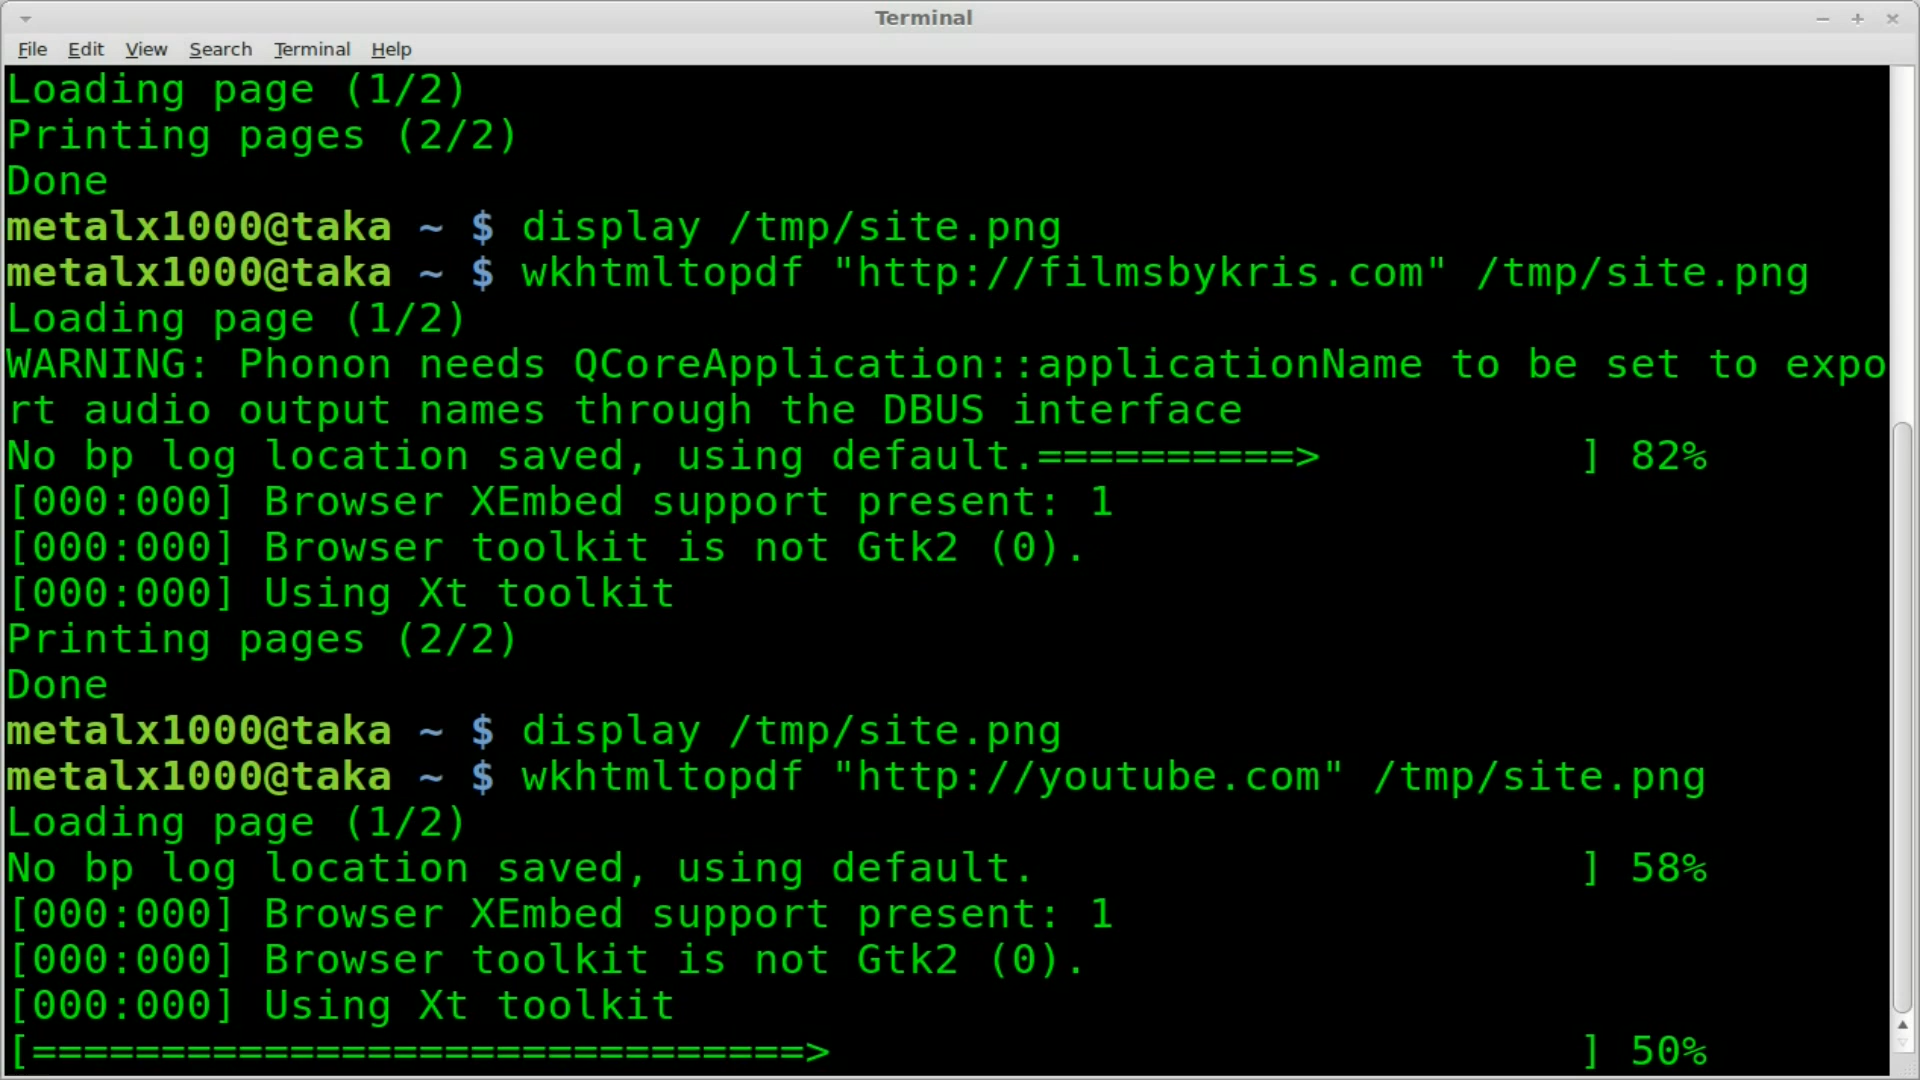 Terminal
File Edit View Search Terminal Help
Loading page (1/2)
Printing pages (2/2)
Done
metalx1000@taka ~ $ display /tmp/site.png
metalx1000@taka ~ $ wkhtmltopdf "http://filmsbykris.com" /tmp/site.png
Loading page (1/2)
WARNING: Phonon needs QCoreApplication::applicationName to be set to expo
rt audio output names through the DBUS interface
No bp log location saved, using default.==========>          ] 82%
[000:000] Browser XEmbed support present: 1
[000:000] Browser toolkit is not Gtk2 (0).
[000:000] Using Xt toolkit
Printing pages (2/2)
Done
metalx1000@taka ~ $ display /tmp/site.png
metalx1000@taka ~ $ wkhtmltopdf "http://youtube.com" /tmp/site.png
Loading page (1/2)
No bp log location saved, using default.                     ] 58%
[000:000] Browser XEmbed support present: 1
[000:000] Browser toolkit is not Gtk2 (0).
[000:000] Using Xt toolkit
[==============================>                             ] 50%